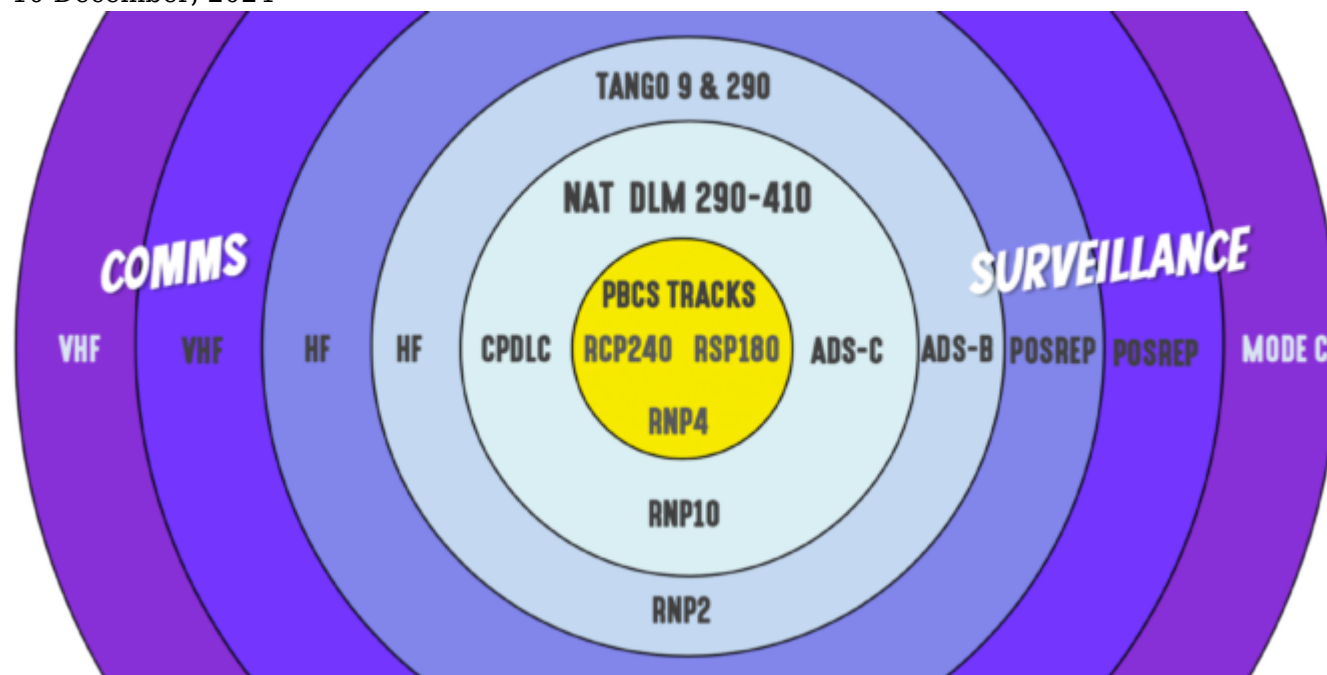 TANGO 9 & 290
NAT DLM 290-410
COMMS
SURVEILLANCE
PBCS TRACKS
VHF VHF HF HF CPDLC RCP240 RSP180 ADS-C ADS-B POSREP POSREP MODE C
RNP4
RNP10
RNP2